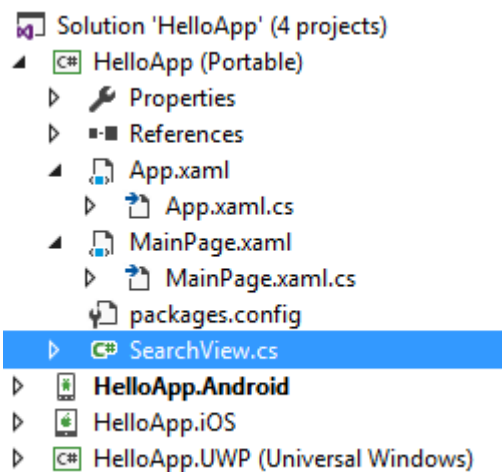 Solution 'HelloApp' (4 projects)
C# HelloApp (Portable)
Properties
References
App.xaml
App.xaml.cs
MainPage.xaml
MainPage.xaml.cs
packages.config
C# SearchView.cs
HelloApp.Android
HelloApp.iOS
C# HelloApp.UWP (Universal Windows)